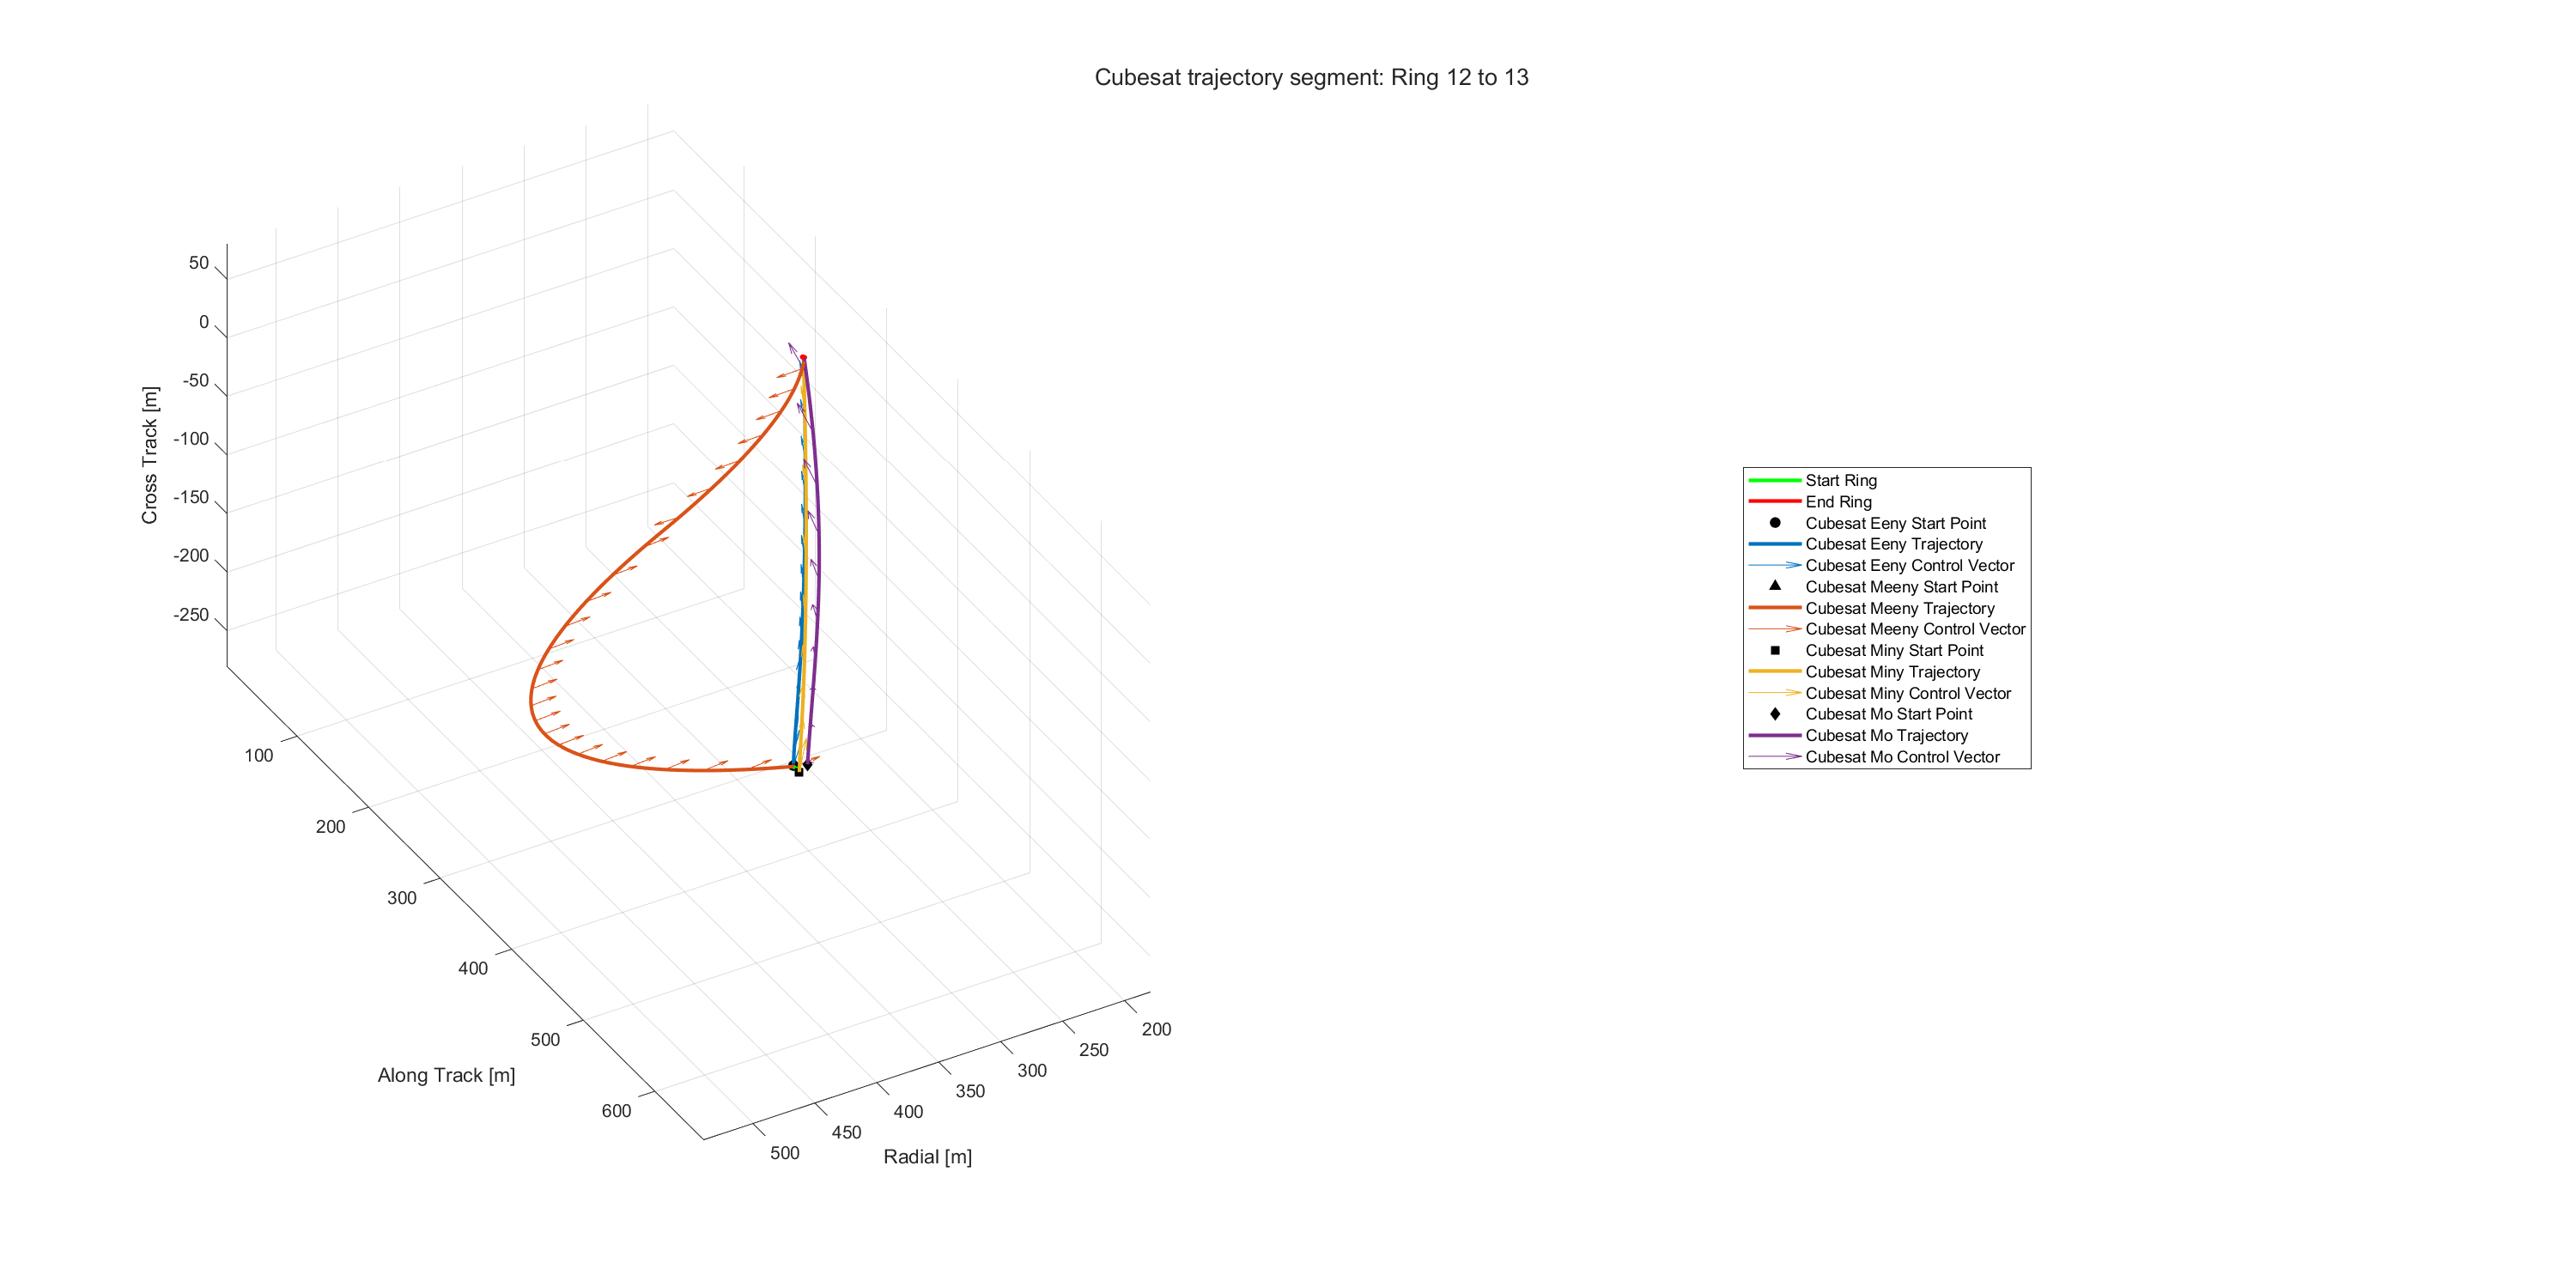 Cubesat trajectory segment: Ring 12 to 13
50
0
-50
-100
-150
-200
-250
Cross Track [m]
100
200
300
400
500
600
Along Track [m]
500
450
400
350
300
250
200
Radial [m]
Start Ring
End Ring
Cubesat Eeny Start Point
Cubesat Eeny Trajectory
Cubesat Eeny Control Vector
Cubesat Meeny Start Point
Cubesat Meeny Trajectory
Cubesat Meeny Control Vector
Cubesat Miny Start Point
Cubesat Miny Trajectory
Cubesat Miny Control Vector
Cubesat Mo Start Point
Cubesat Mo Trajectory
Cubesat Mo Control Vector